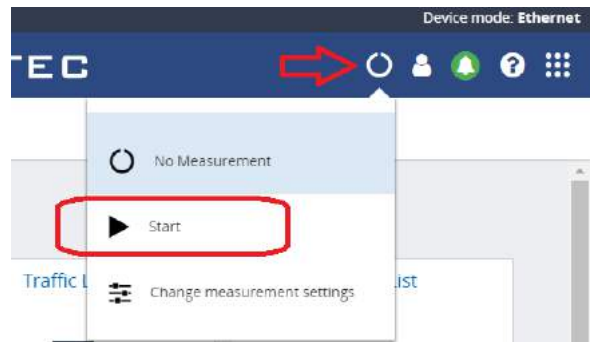 Device mode: Ethernet
TEC
No Measurement
Start
Traffic L
ist
Change measurement settings